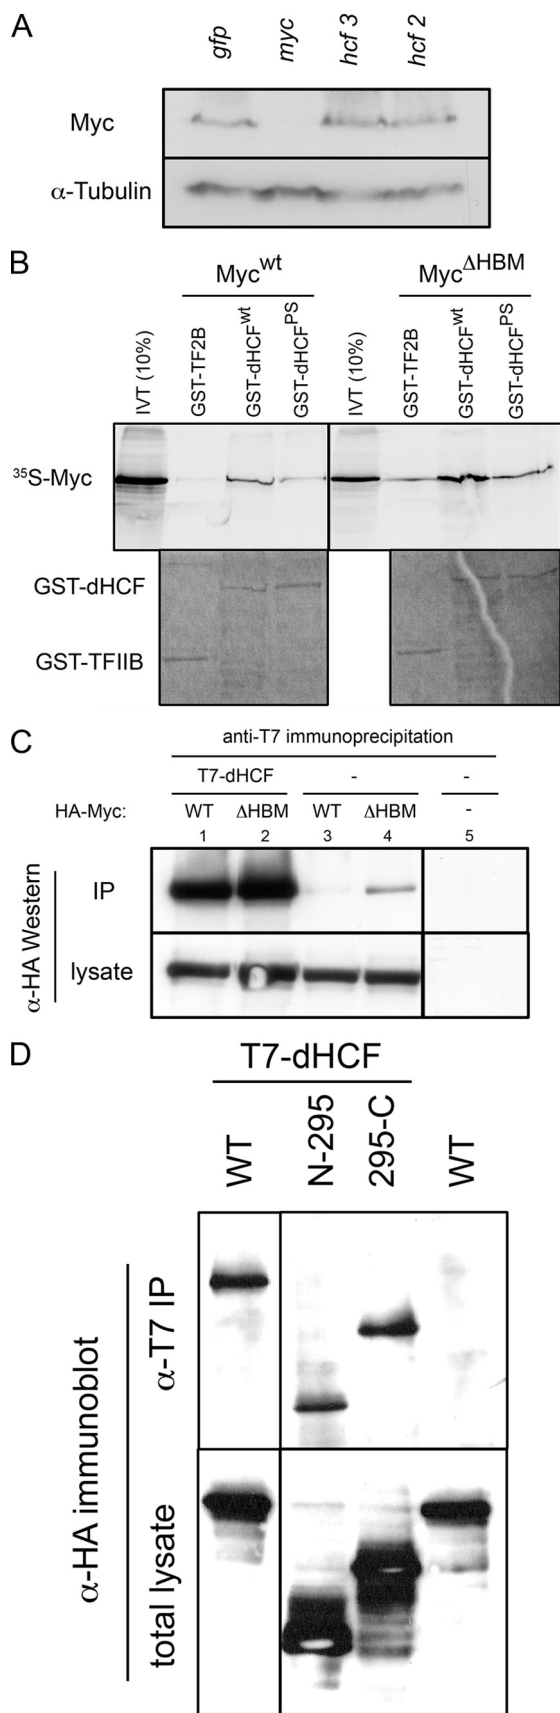 A
gfp myc hcf 3 hcf 2
Myc
α-Tubulin
B
Myc^wt Myc^ΔHBM
IVT (10%) GST-TF2B GST-dHCF^wt GST-dHCF^PS IVT (10%) GST-TF2B GST-dHCF^wt GST-dHCF^PS
³⁵S-Myc
GST-dHCF
GST-TFIIB
C
anti-T7 immunoprecipitation
T7-dHCF - -
HA-Myc: WT ΔHBM WT ΔHBM -
1 2 3 4 5
α-HA Western
IP
lysate
D
T7-dHCF
WT N-295 295-C WT
α-HA immunoblot
α-T7 IP
total lysate